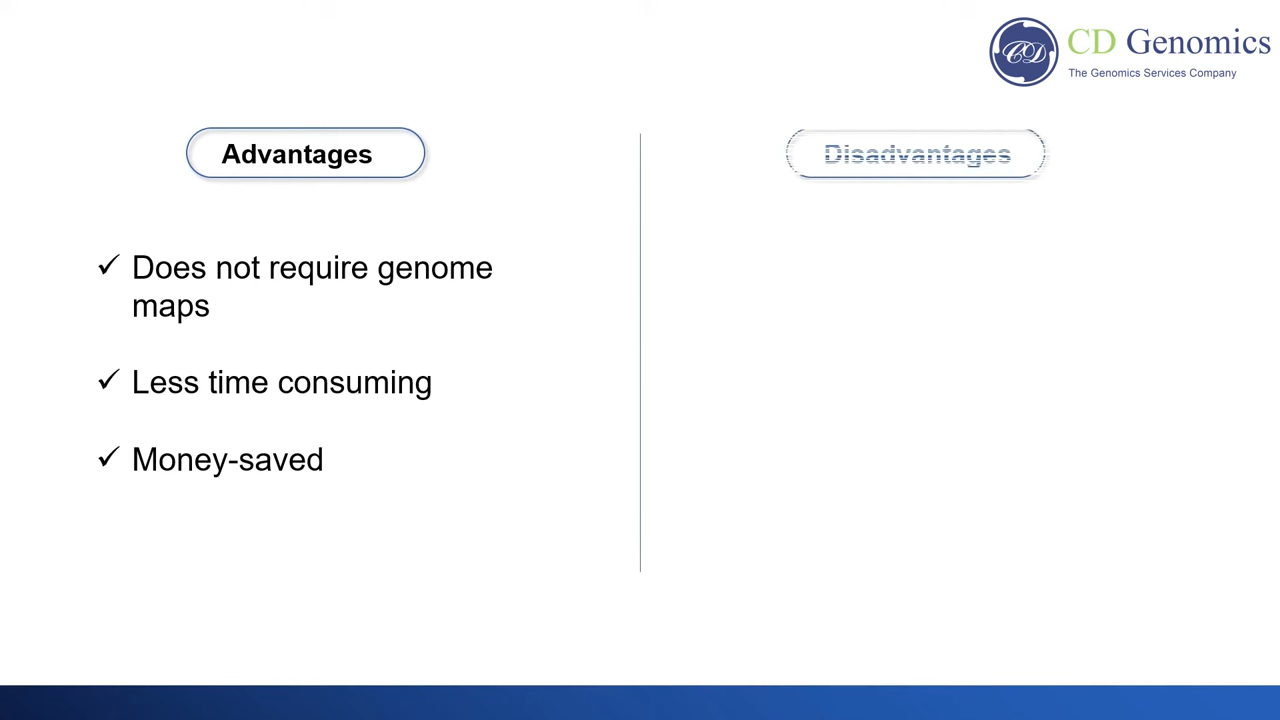 CD Genomics
The Genomics Services Company
Advantages
Disadvantages
Does not require genome
maps
Less time consuming
Money-saved